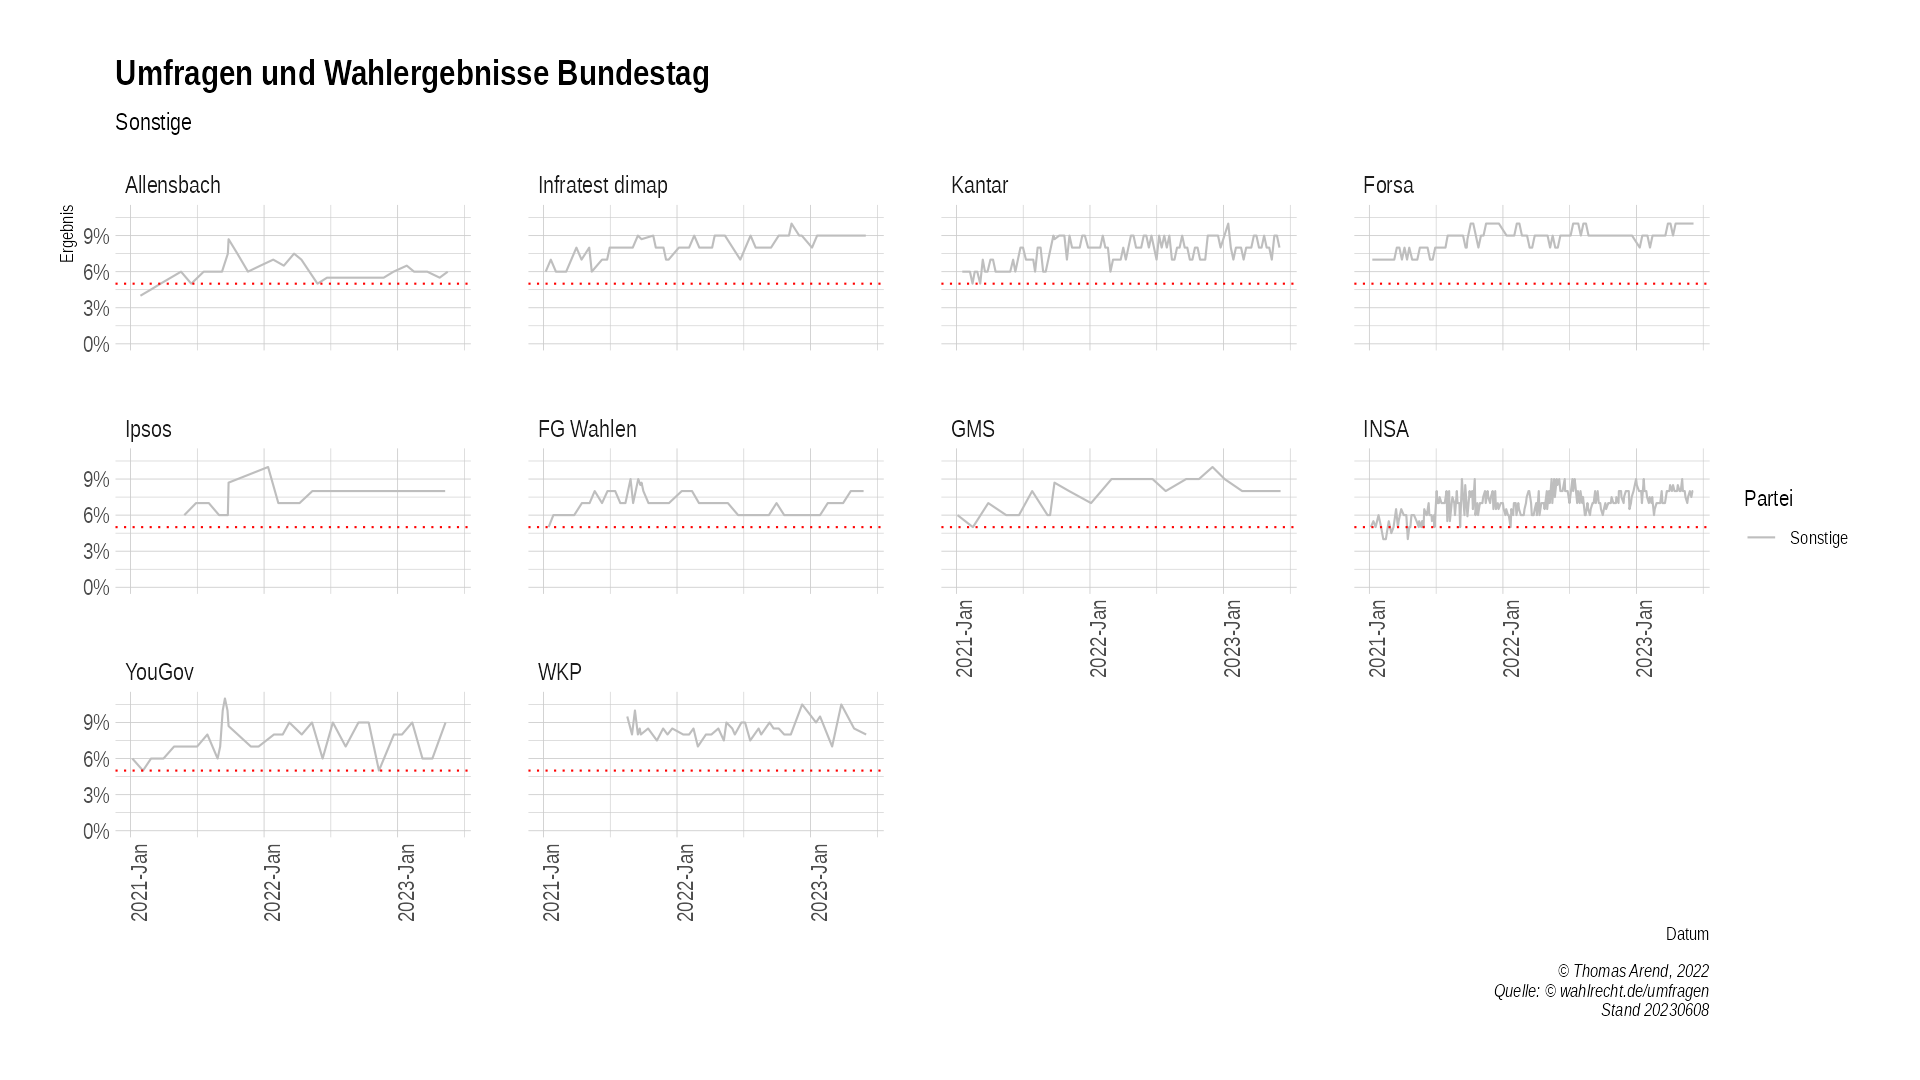 Umfragen und Wahlergebnisse Bundestag
Sonstige
Allensbach
Infratest dimap
Kantar
Forsa
Ergebnis
9%
6%
3%
0%
Ipsos
FG Wahlen
GMS
INSA
9%
6%
3%
0%
2021-Jan
2022-Jan
2023-Jan
2021-Jan
2022-Jan
2023-Jan
Partei
Sonstige
YouGov
WKP
9%
6%
3%
0%
2021-Jan
2022-Jan
2023-Jan
2021-Jan
2022-Jan
2023-Jan
Datum
© Thomas Arend, 2022
Quelle: © wahlrecht.de/umfragen
Stand 20230608